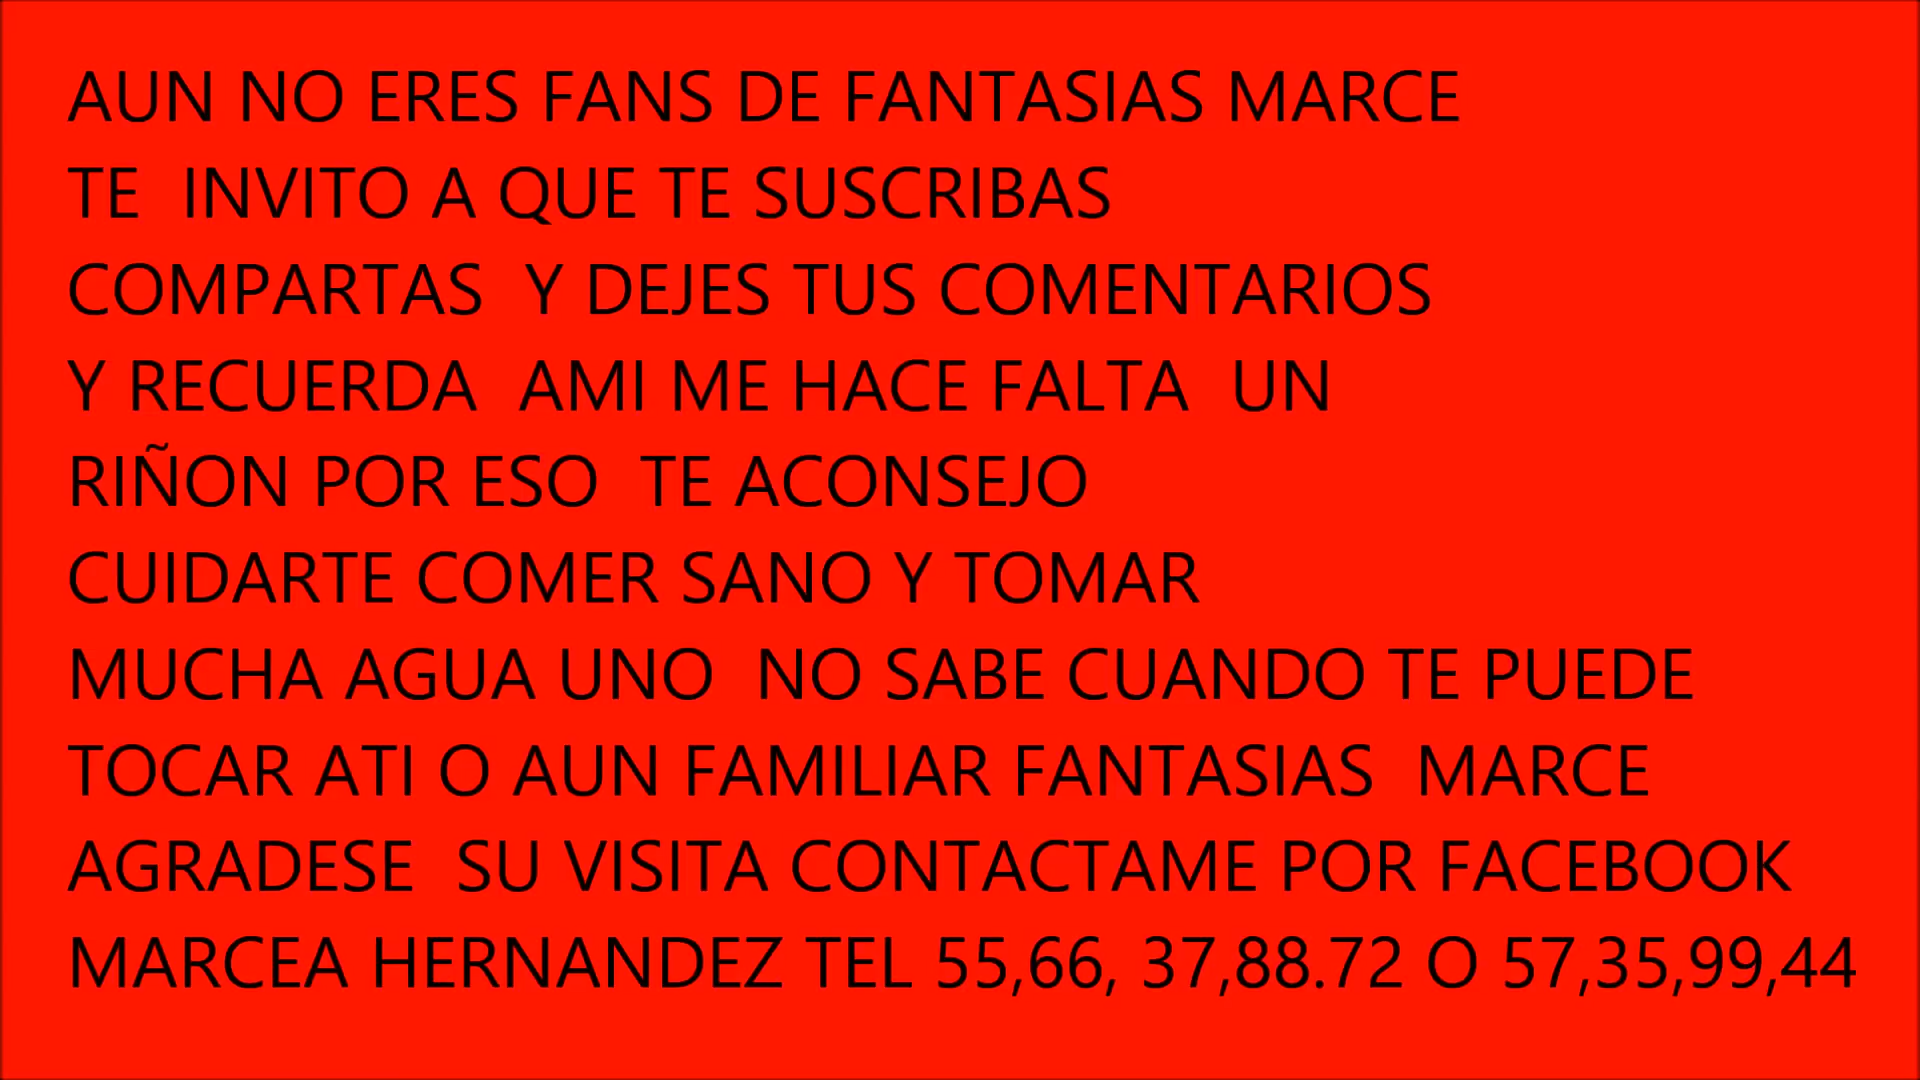 AUN NO ERES FANS DE FANTASIAS MARCE
TE  INVITO A QUE TE SUSCRIBAS
COMPARTAS  Y DEJES TUS COMENTARIOS
Y RECUERDA  AMI ME HACE FALTA  UN
RIÑON POR ESO  TE ACONSEJO
CUIDARTE COMER SANO Y TOMAR
MUCHA AGUA UNO  NO SABE CUANDO TE PUEDE
TOCAR ATI O AUN FAMILIAR FANTASIAS  MARCE
AGRADESE  SU VISITA CONTACTAME POR FACEBOOK
MARCEA HERNANDEZ TEL 55,66, 37,88.72 O 57,35,99,44